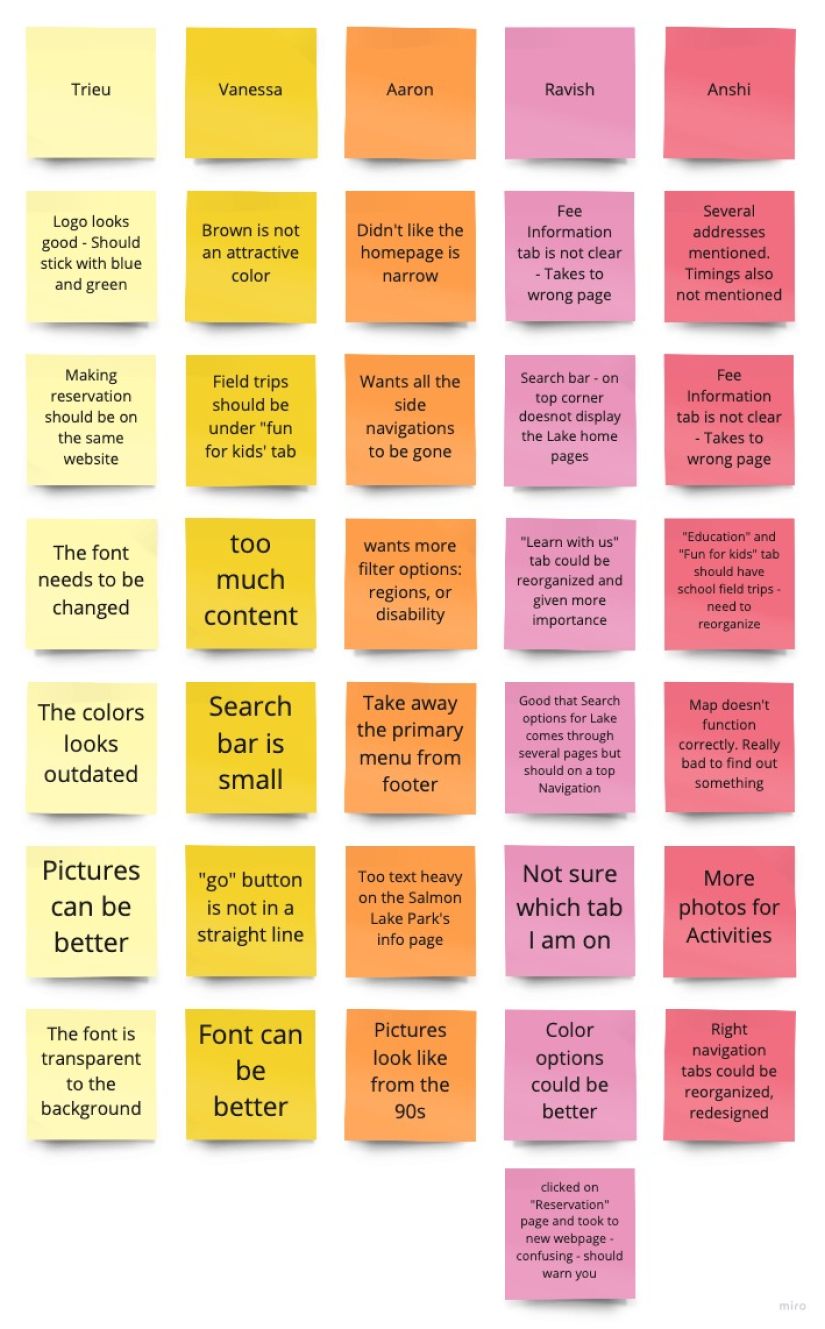 Trieu
Vanessa
Aaron
Ravish
Anshi
Logo looks
good - Should
stick with blue
and green
Brown is not
an attractive
color
Didn't like the
homepage is
narrow
Fee
Information
tab is not clear
- Takes to
wrong page
Several
addresses
mentioned.
Timings also
not mentioned
Making
reservation
should be on
the same
website
Field trips
should be
under "fun
for kids' tab
Wants all the
side
navigations
to be gone
Search bar - on
top corner
doesnot display
the Lake home
pages
Fee
Information
tab is not clear
- Takes to
wrong page
The font
needs to be
changed
too
much
content
wants more
filter options:
regions, or
disability
"Learn with us"
tab could be
reorganized and
given more
importance
"Education" and
"Fun for kids" tab
should have
school field trips -
need to
reorganize
The colors
looks
outdated
Search
bar is
small
Take away
the primary
menu from
footer
Good that Search
options for Lake
comes through
several pages but
should on a top
Navigation
Map doesn't
function
correctly. Really
bad to find out
something
Pictures
can be
better
"go" button
is not in a
straight line
Too text heavy
on the Salmon
Lake Park's
info page
Not sure
which tab
I am on
More
photos for
Activities
The font is
transparent
to the
background
Font can
be
better
Pictures
look like
from the
90s
Color
options
could be
better
Right
navigation
tabs could be
reorganized,
redesigned
clicked on
"Reservation"
page and took to
new webpage -
confusing - should
warn you
miro